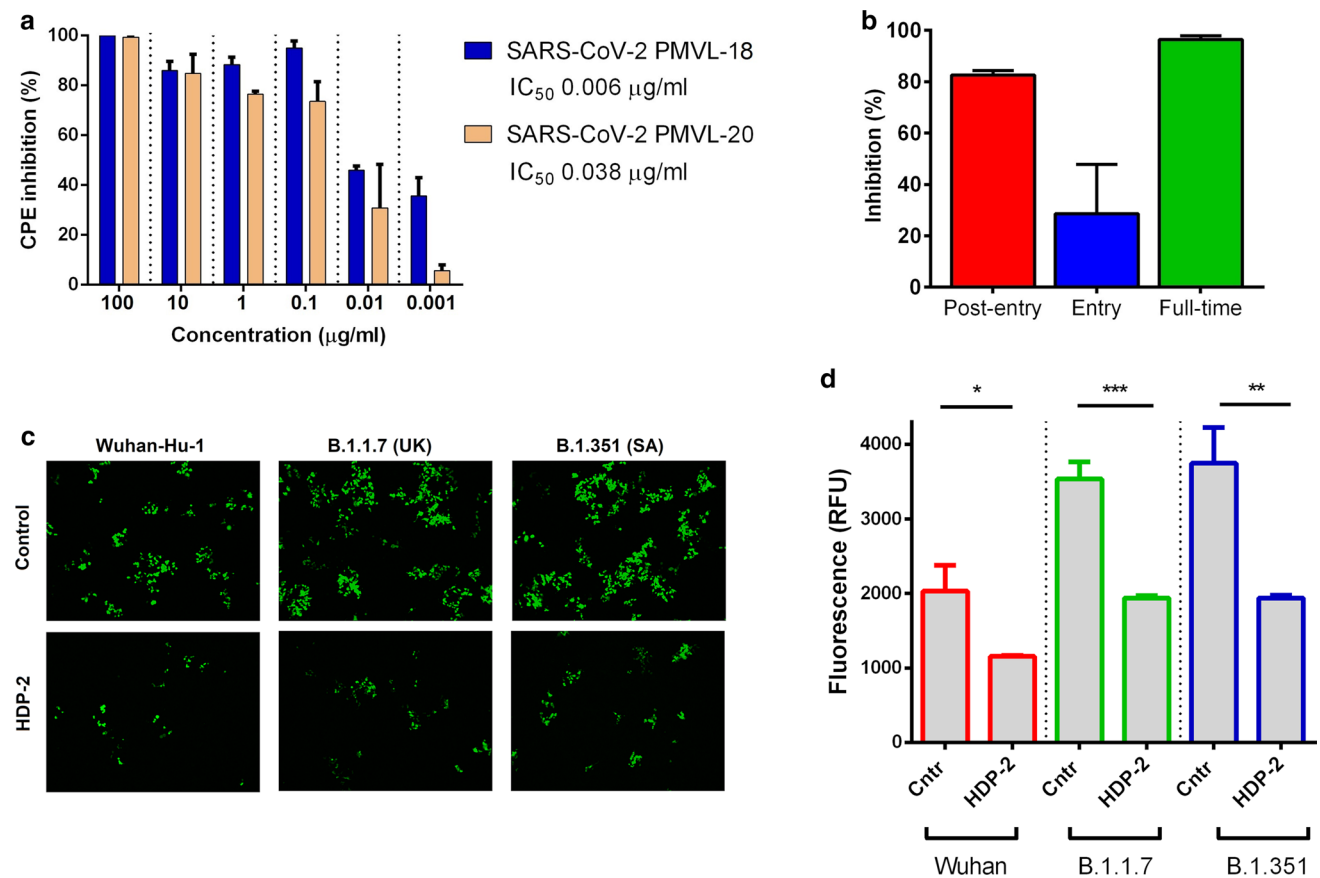 a
CPE inhibition (%)
100
80
60
40
20
0
100 10 1 0.1 0.01 0.001
Concentration (μg/ml)
SARS-CoV-2 PMVL-18
IC50 0.006 μg/ml
SARS-CoV-2 PMVL-20
IC50 0.038 μg/ml
b
Inhibition (%)
100
80
60
40
20
0
Post-entry Entry Full-time
c
Wuhan-Hu-1 B.1.1.7 (UK) B.1.351 (SA)
Control
HDP-2
d
* *** **
Fluorescence (RFU)
4000
3000
2000
1000
0
Cntr HDP-2 Cntr HDP-2 Cntr HDP-2
Wuhan B.1.1.7 B.1.351